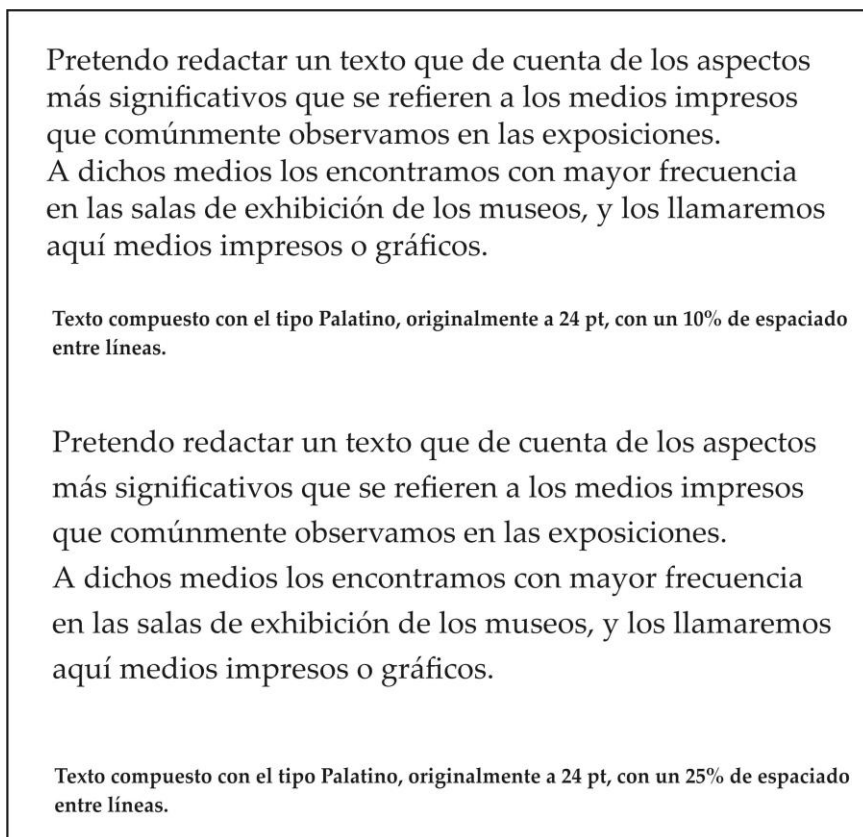 Pretendo redactar un texto que de cuenta de los aspectos
más significativos que se refieren a los medios impresos
que comúnmente observamos en las exposiciones.
A dichos medios los encontramos con mayor frecuencia
en las salas de exhibición de los museos, y los llamaremos
aquí medios impresos o gráficos.
Texto compuesto con el tipo Palatino, originalmente a 24 pt, con un 10% de espaciado
entre líneas.
Pretendo redactar un texto que de cuenta de los aspectos
más significativos que se refieren a los medios impresos
que comúnmente observamos en las exposiciones.
A dichos medios los encontramos con mayor frecuencia
en las salas de exhibición de los museos, y los llamaremos
aquí medios impresos o gráficos.
Texto compuesto con el tipo Palatino, originalmente a 24 pt, con un 25% de espaciado
entre líneas.